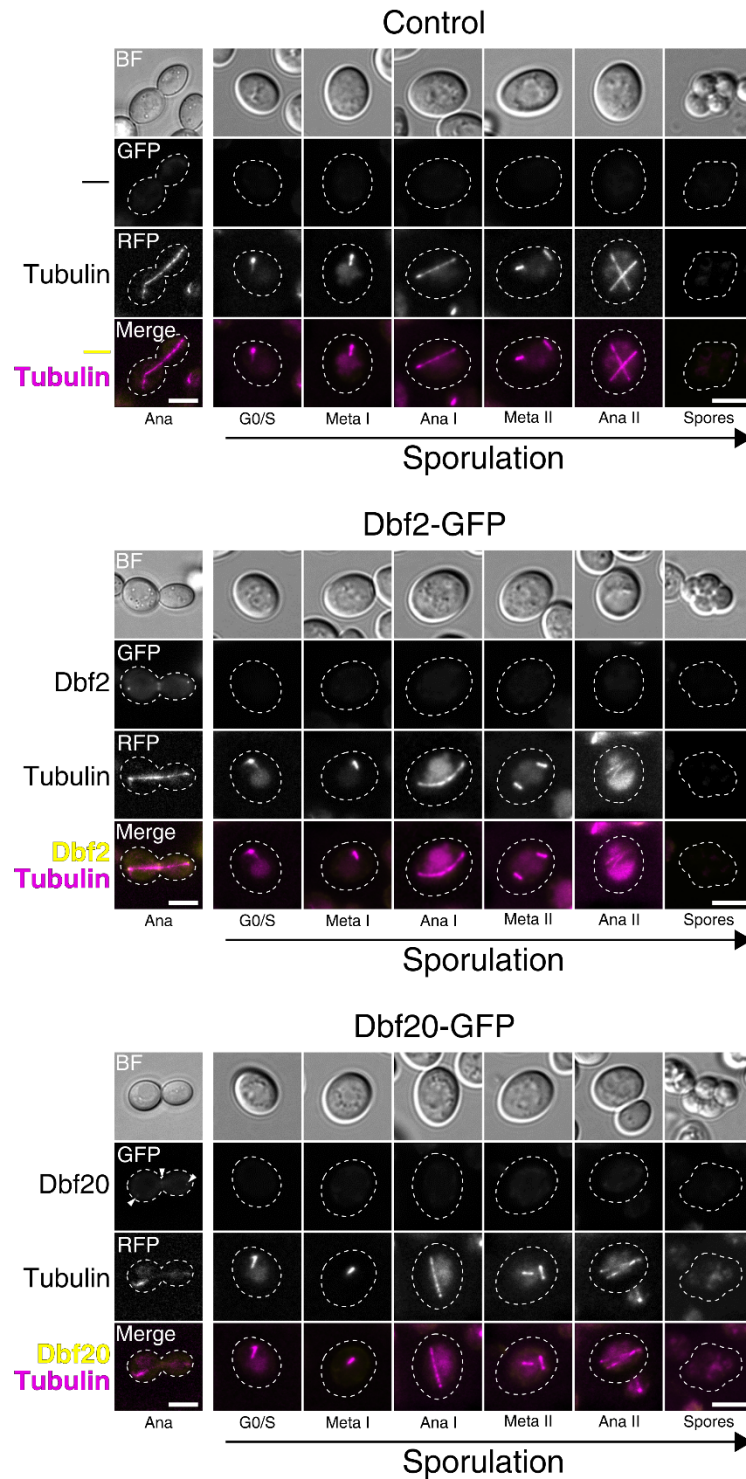 Control
BF
GFP
—
RFP
Tubulin
Merge
—
Tubulin
Ana
G0/S Meta I Ana I Meta II Ana II Spores
Sporulation
Dbf2-GFP
BF
GFP
Dbf2
RFP
Tubulin
Merge
Dbf2
Tubulin
Ana
G0/S Meta I Ana I Meta II Ana II Spores
Sporulation
Dbf20-GFP
BF
GFP
Dbf20
RFP
Tubulin
Merge
Dbf20
Tubulin
Ana
G0/S Meta I Ana I Meta II Ana II Spores
Sporulation